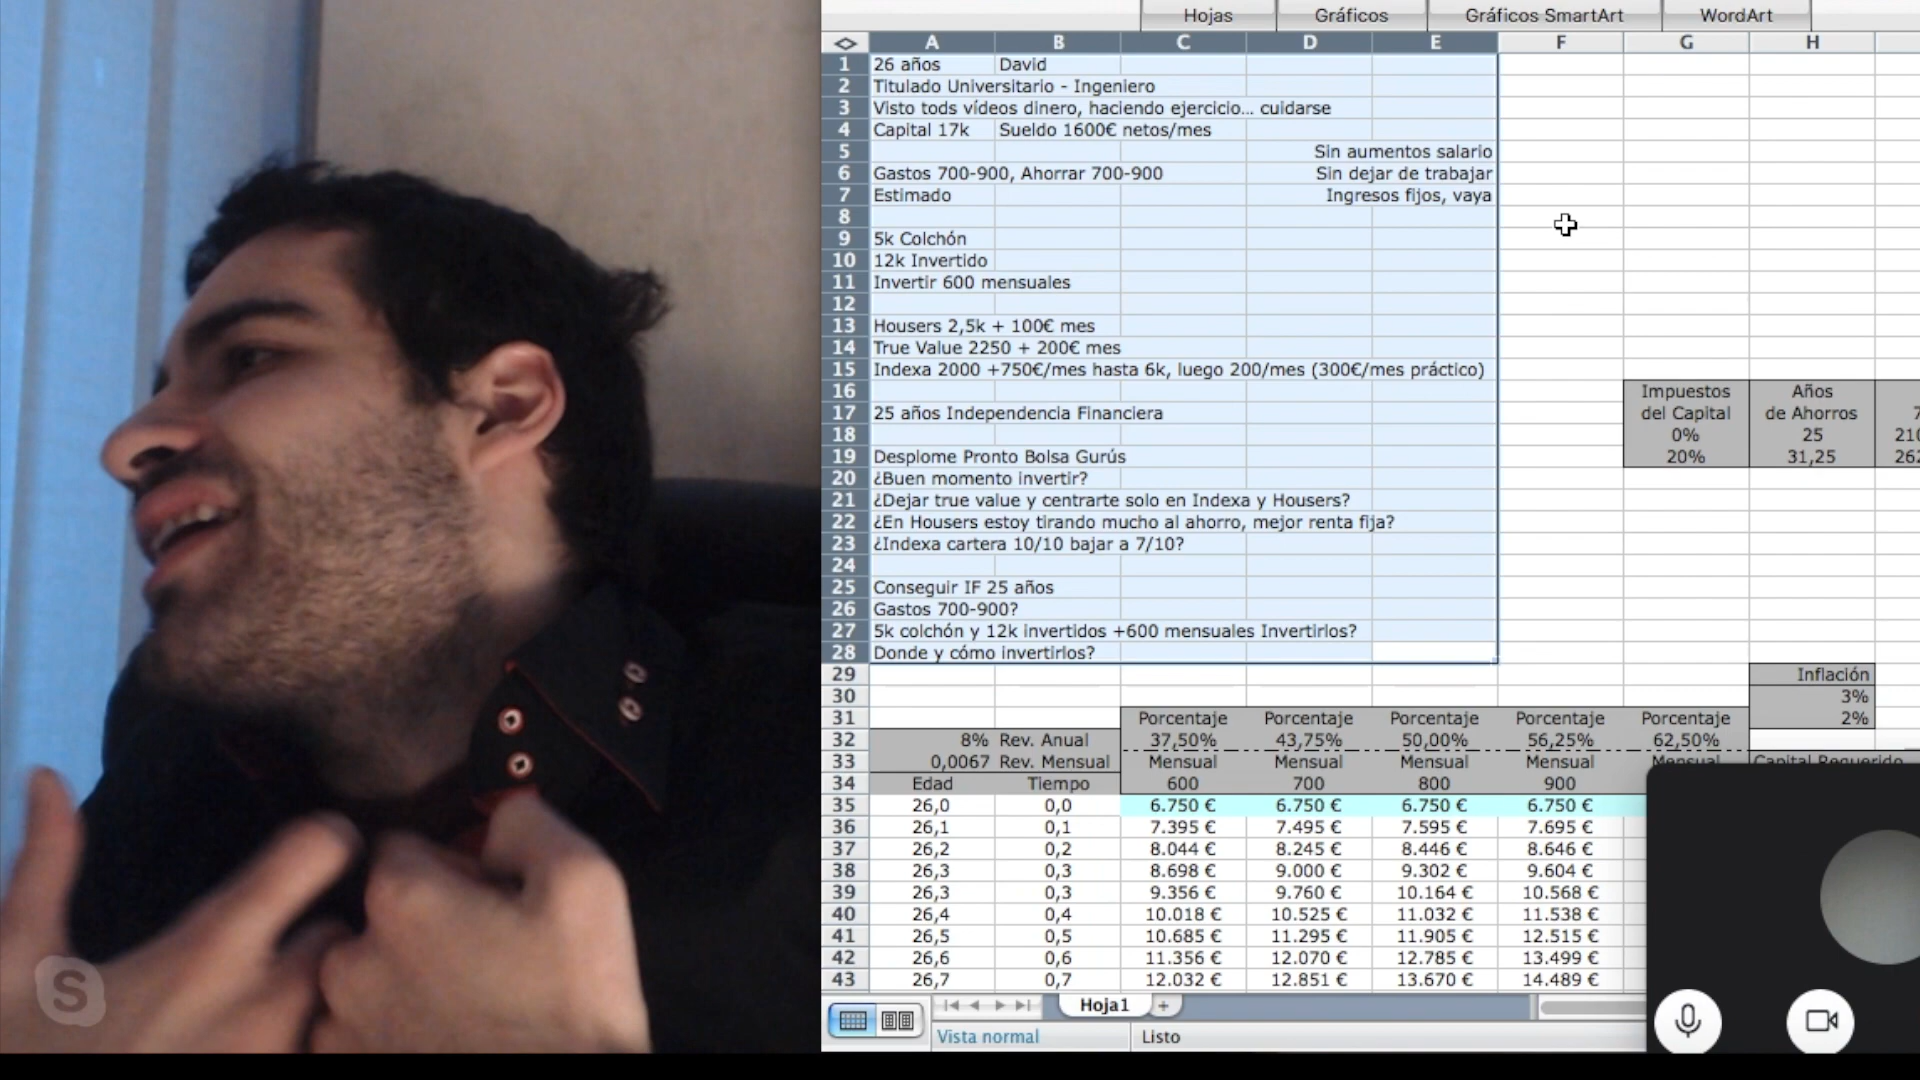 Hojas Gráficos Gráficos SmartArt WordArt
A B C D E F G H
1 26 años David
2 Titulado Universitario - Ingeniero
3 Visto tods vídeos dinero, haciendo ejercicio... cuidarse
4 Capital 17k Sueldo 1600€ netos/mes
5 Sin aumentos salario
6 Gastos 700-900, Ahorrar 700-900 Sin dejar de trabajar
7 Estimado Ingresos fijos, vaya
8
9 5k Colchón
10 12k Invertido
11 Invertir 600 mensuales
12
13 Housers 2,5k + 100€ mes
14 True Value 2250 + 200€ mes
15 Indexa 2000 +750€/mes hasta 6k, luego 200/mes (300€/mes práctico)
16 Impuestos Años
17 25 años Independencia Financiera del Capital de Ahorros 7
18 0% 25 210
19 Desplome Pronto Bolsa Gurús 20% 31,25 262
20 ¿Buen momento invertir?
21 ¿Dejar true value y centrarte solo en Indexa y Housers?
22 ¿En Housers estoy tirando mucho al ahorro, mejor renta fija?
23 ¿Indexa cartera 10/10 bajar a 7/10?
24
25 Conseguir IF 25 años
26 Gastos 700-900?
27 5k colchón y 12k invertidos +600 mensuales Invertirlos?
28 Donde y cómo invertirlos?
29 Inflación
30 3%
31 Porcentaje Porcentaje Porcentaje Porcentaje Porcentaje 2%
32 8% Rev. Anual 37,50% 43,75% 50,00% 56,25% 62,50%
33 0,0067 Rev. Mensual Mensual Mensual Mensual Mensual Mensual Capital Requerido
34 Edad Tiempo 600 700 800 900
35 26,0 0,0 6.750 € 6.750 € 6.750 € 6.750 €
36 26,1 0,1 7.395 € 7.495 € 7.595 € 7.695 €
37 26,2 0,2 8.044 € 8.245 € 8.446 € 8.646 €
38 26,3 0,3 8.698 € 9.000 € 9.302 € 9.604 €
39 26,3 0,3 9.356 € 9.760 € 10.164 € 10.568 €
40 26,4 0,4 10.018 € 10.525 € 11.032 € 11.538 €
41 26,5 0,5 10.685 € 11.295 € 11.905 € 12.515 €
42 26,6 0,6 11.356 € 12.070 € 12.785 € 13.499 €
43 26,7 0,7 12.032 € 12.851 € 13.670 € 14.489 €
Hoja1 +
Vista normal Listo
S